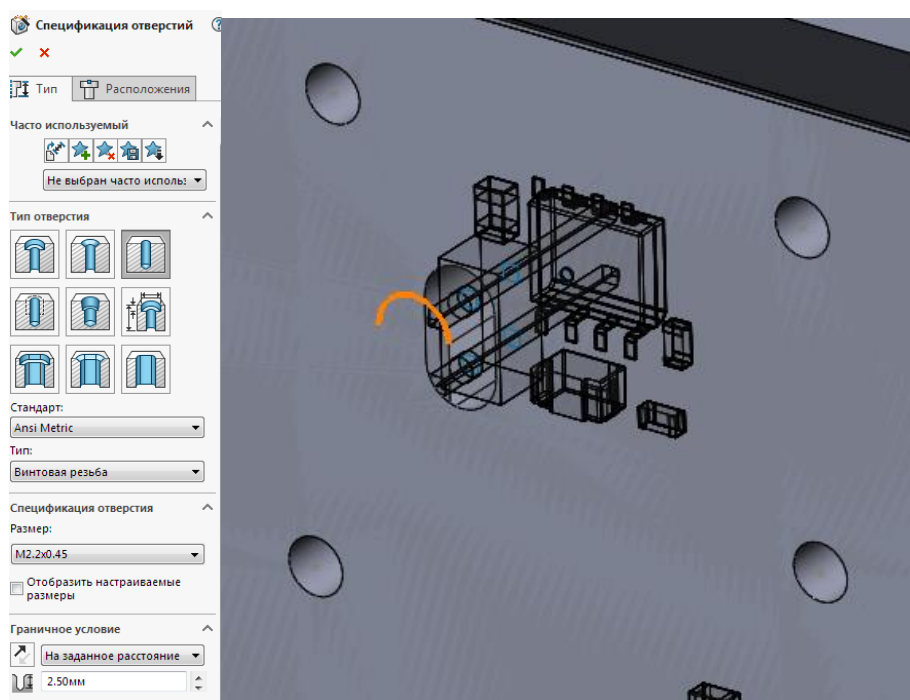 Спецификация отверстий
Тип
Расположения
Часто используемый
Не выбран часто исполь:
Тип отверстия
Стандарт:
Ansi Metric
Тип:
Винтовая резьба
Спецификация отверстия
Размер:
M2.2x0.45
Отобразить настраиваемые
размеры
Граничное условие
На заданное расстояние
2.50мм